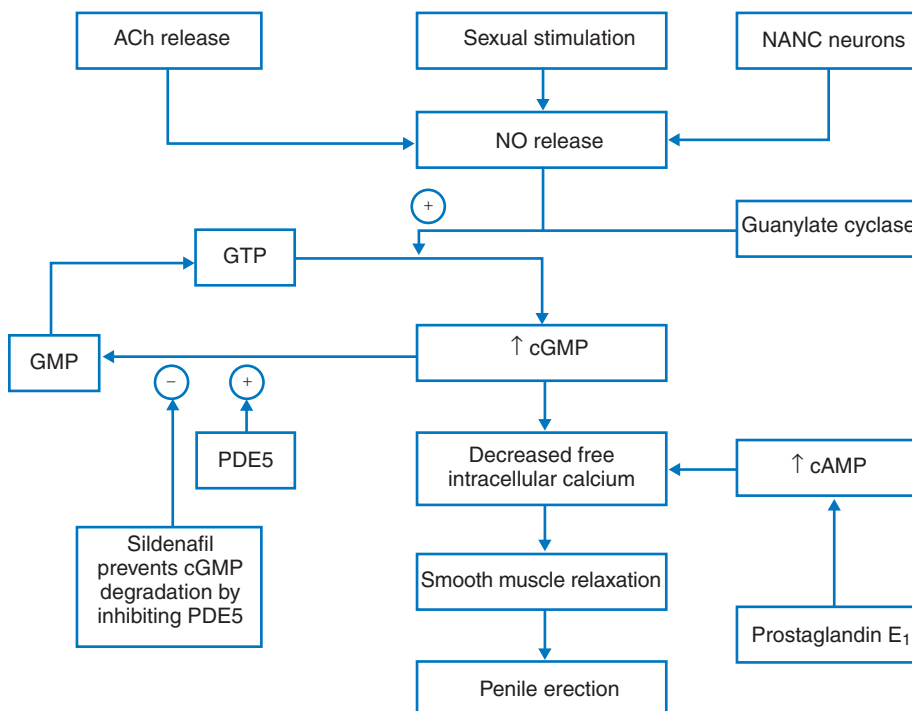 ACh release
Sexual stimulation
NANC neurons
NO release
+
Guanylate cyclase
GTP
↑ cGMP
GMP
−
+
PDE5
Decreased free
intracellular calcium
↑ cAMP
Sildenafil
prevents cGMP
degradation by
inhibiting PDE5
Smooth muscle relaxation
Prostaglandin E₁
Penile erection